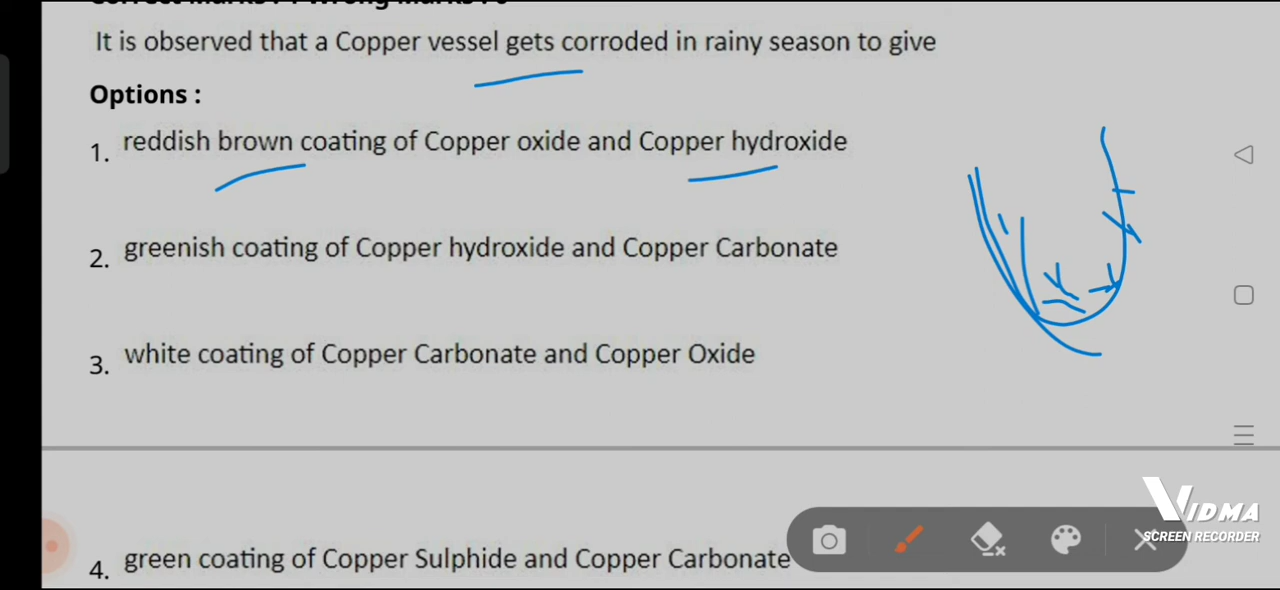 It is observed that a Copper vessel gets corroded in rainy season to give
Options :
1. reddish brown coating of Copper oxide and Copper hydroxide
2. greenish coating of Copper hydroxide and Copper Carbonate
3. white coating of Copper Carbonate and Copper Oxide
4. green coating of Copper Sulphide and Copper Carbonate
VIDMA
SCREEN RECORDER